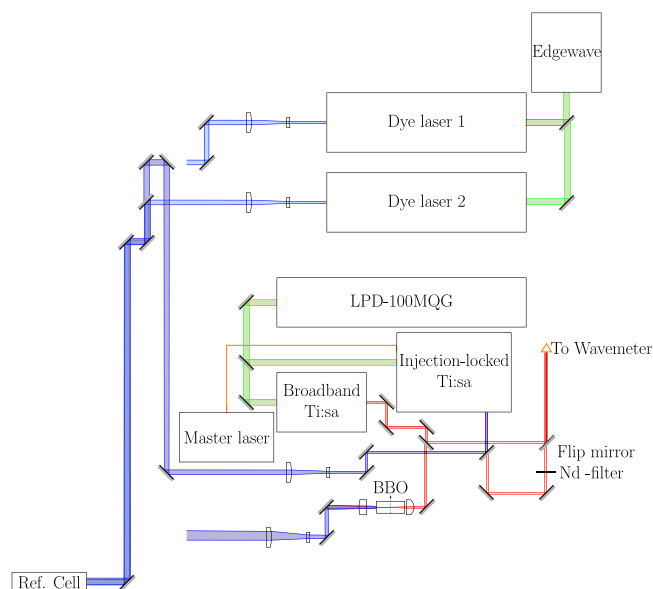 Edgewave
Dye laser 1
Dye laser 2
LPD-100MQG
Injection-locked
Ti:sa
To Wavemeter
Broadband
Ti:sa
Master laser
Flip mirror
Nd -filter
BBO
Ref. Cell